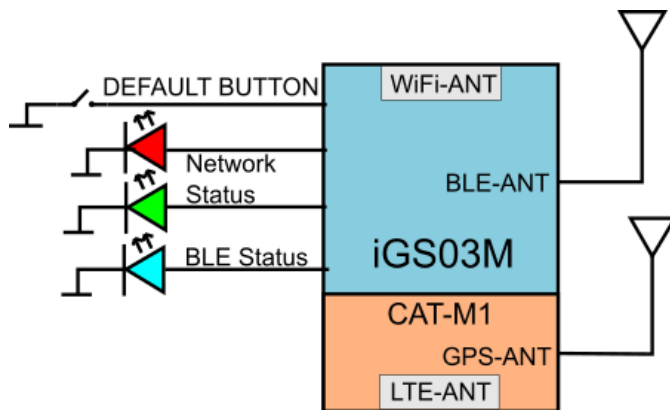 DEFAULT BUTTON
WiFi-ANT
Network
Status
BLE-ANT
BLE Status
iGS03M
CAT-M1
GPS-ANT
LTE-ANT